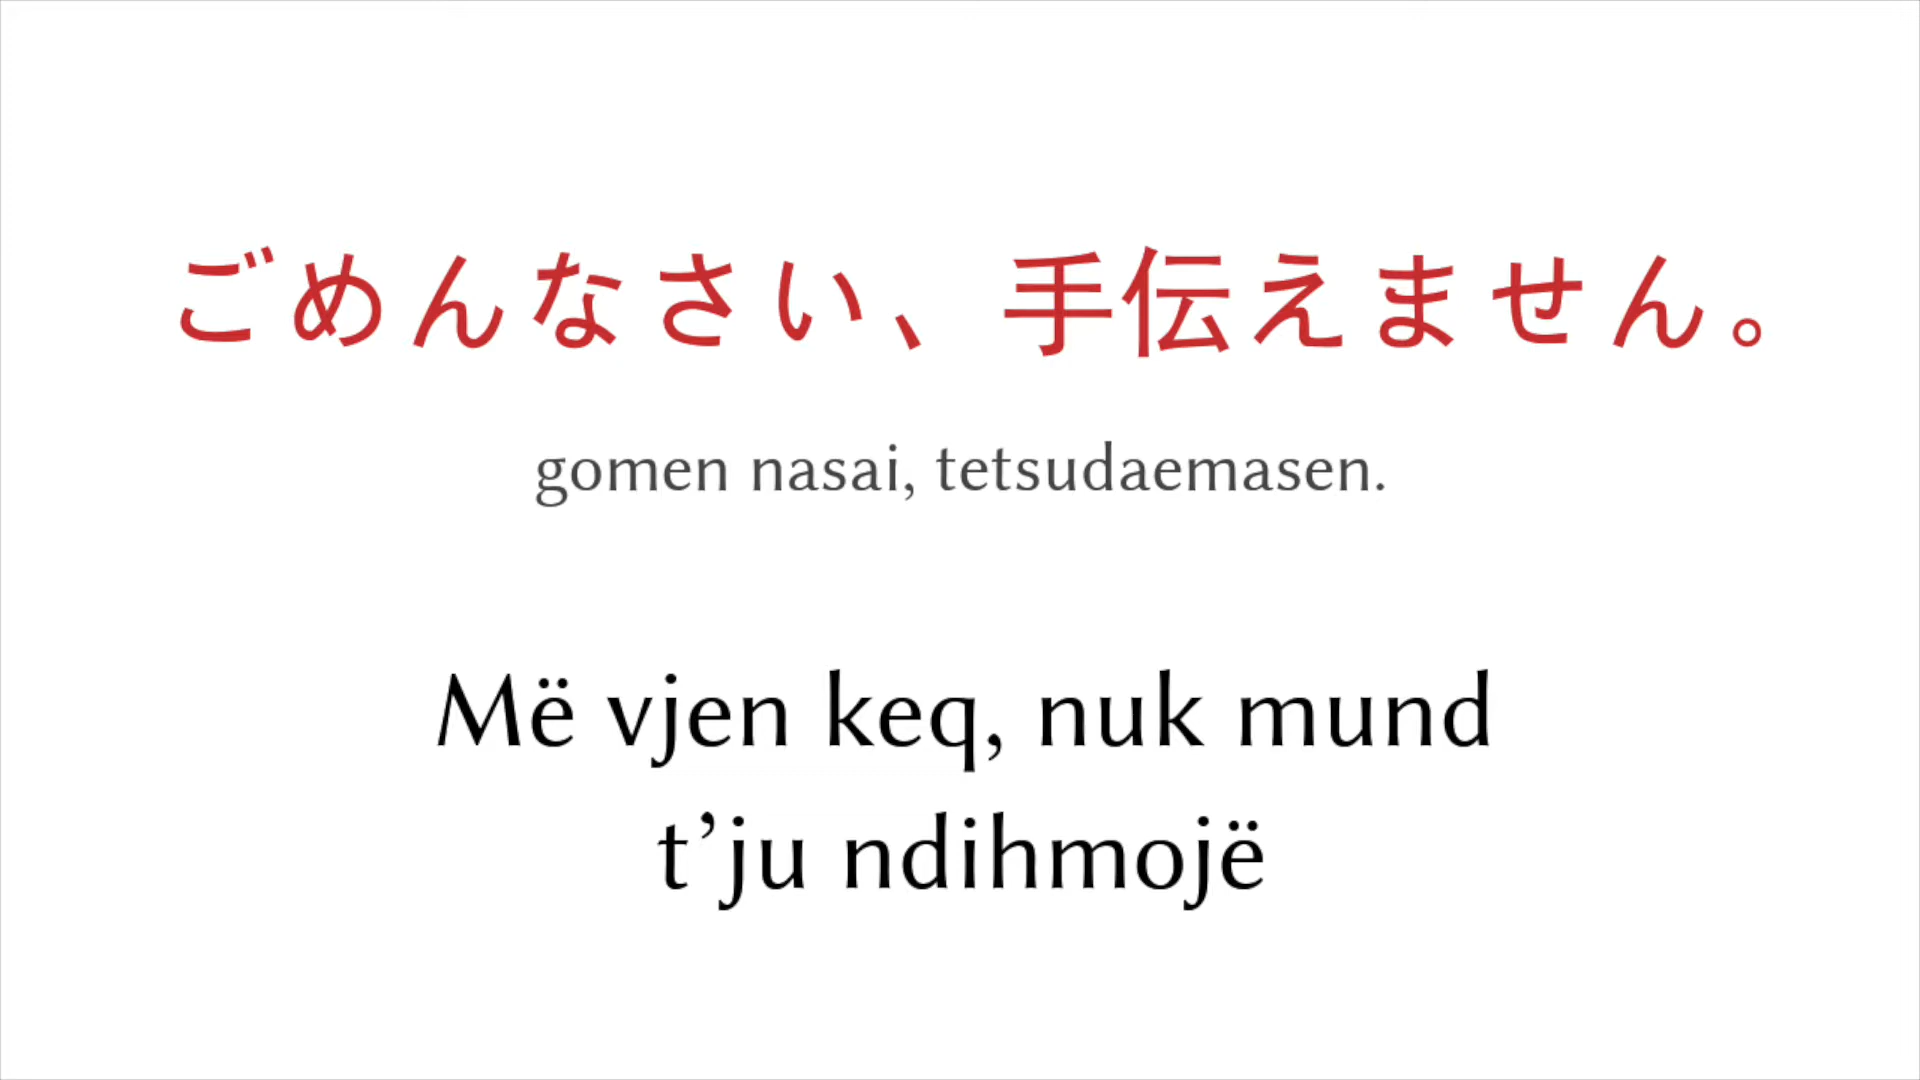 ごめんなさい、手伝えません。
gomen nasai, tetsudaemasen.
Më vjen keq, nuk mund
t’ju ndihmojë